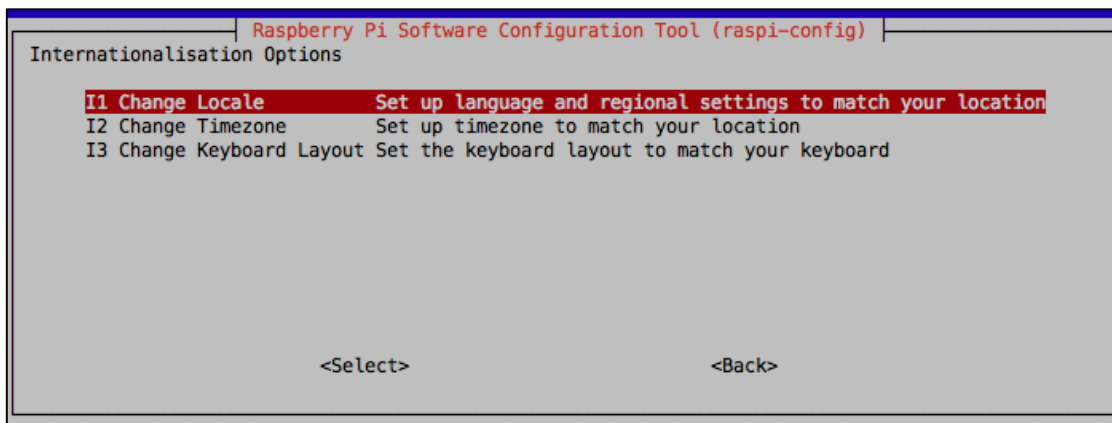 Raspberry Pi Software Configuration Tool (raspi-config)
Internationalisation Options
I1 Change Locale Set up language and regional settings to match your location
I2 Change Timezone Set up timezone to match your location
I3 Change Keyboard Layout Set the keyboard layout to match your keyboard
<Select> <Back>